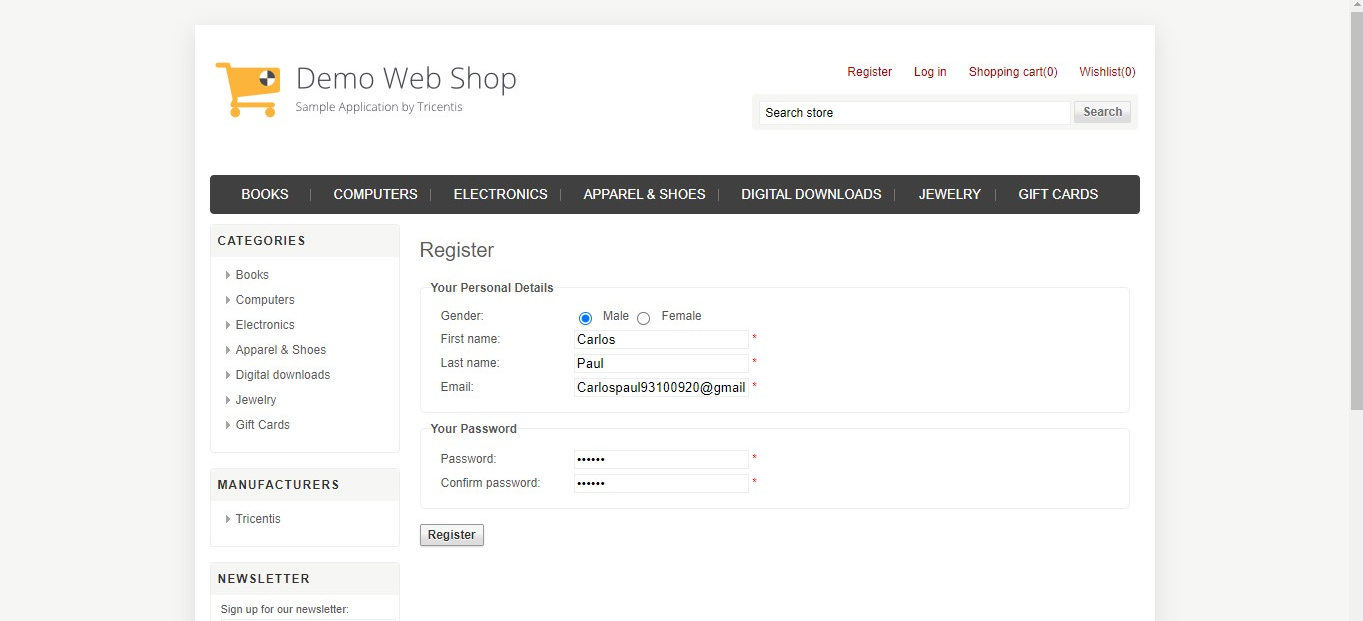 Demo Web Shop
Sample Application by Tricentis
Register Log in Shopping cart(0) Wishlist(0)
Search store Search
BOOKS COMPUTERS ELECTRONICS APPAREL & SHOES DIGITAL DOWNLOADS JEWELRY GIFT CARDS
CATEGORIES
Books
Computers
Electronics
Apparel & Shoes
Digital downloads
Jewelry
Gift Cards
MANUFACTURERS
Tricentis
NEWSLETTER
Sign up for our newsletter:
Register
Your Personal Details
Gender: Male Female
First name: Carlos *
Last name: Paul *
Email: Carlospaul93100920@gmail *
Your Password
Password: •••••• *
Confirm password: •••••• *
Register